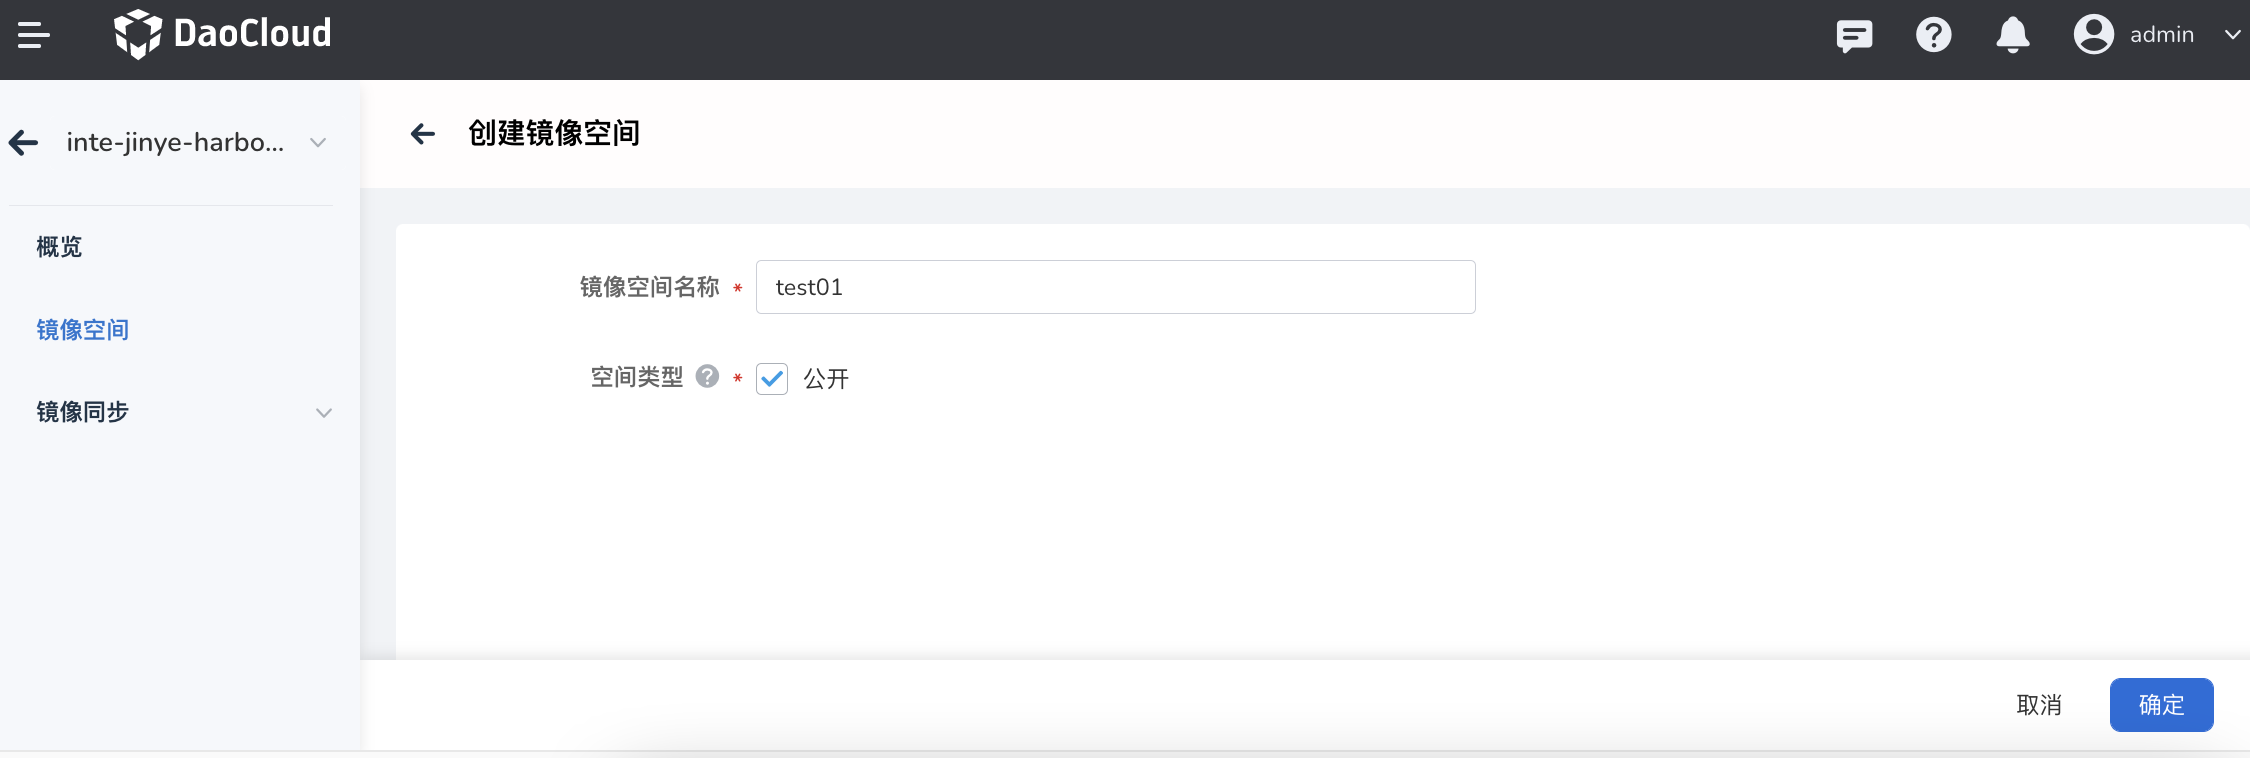 DaoCloud
admin
inte-jinye-harbo...
概览
镜像空间
镜像同步
创建镜像空间
镜像空间名称 *
test01
空间类型 ? *
公开
取消
确定